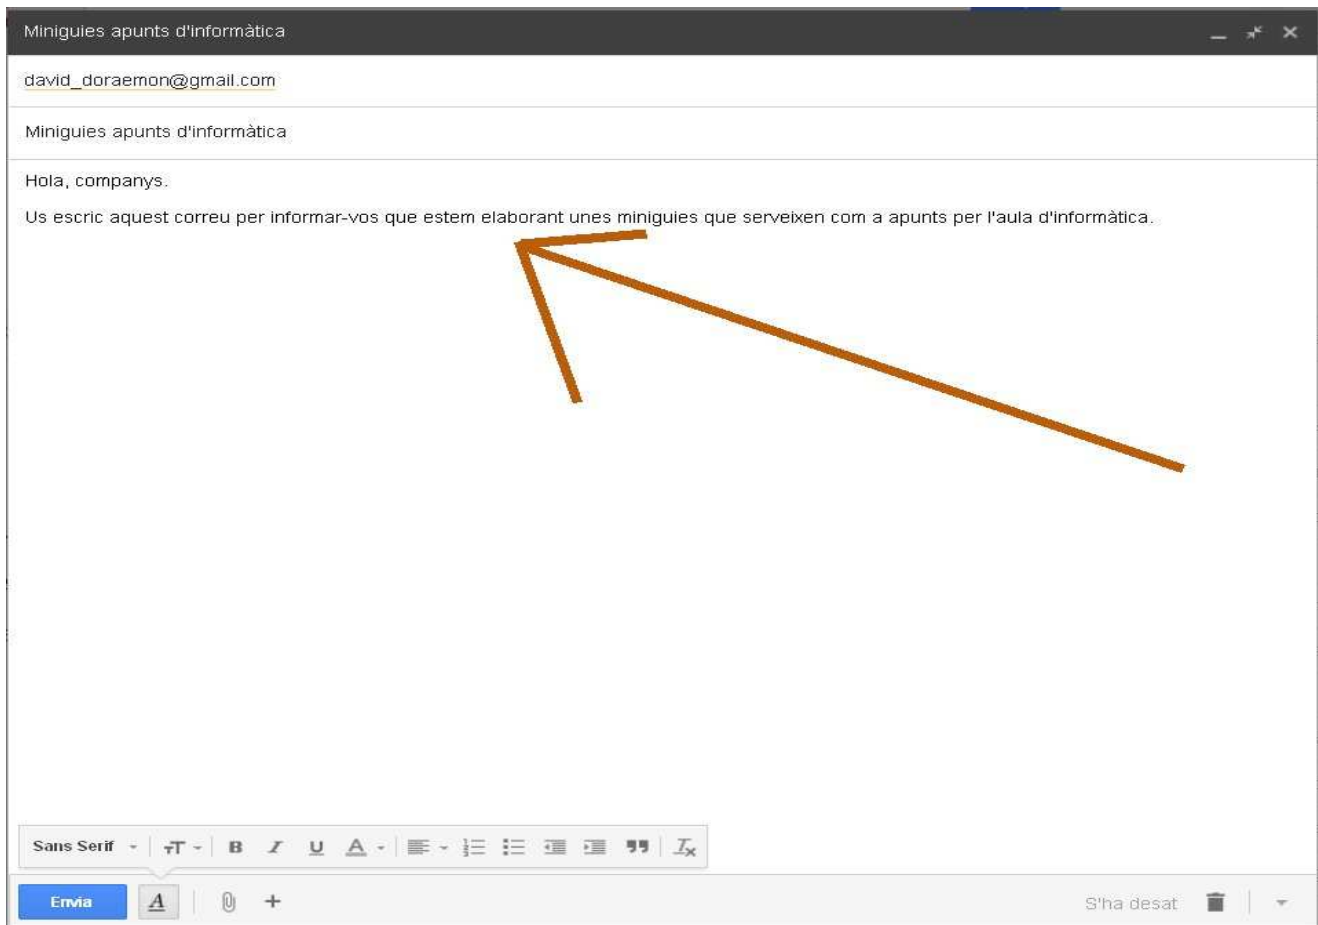 Miniguies apunts d'informàtica
david_doraemon@gmail.com
Miniguies apunts d'informàtica
Hola, companys.
Us escric aquest correu per informar-vos que estem elaborant unes miniguies que serveixen com a apunts per l'aula d'informàtica.
Sans Serif
Envia
S'ha desat